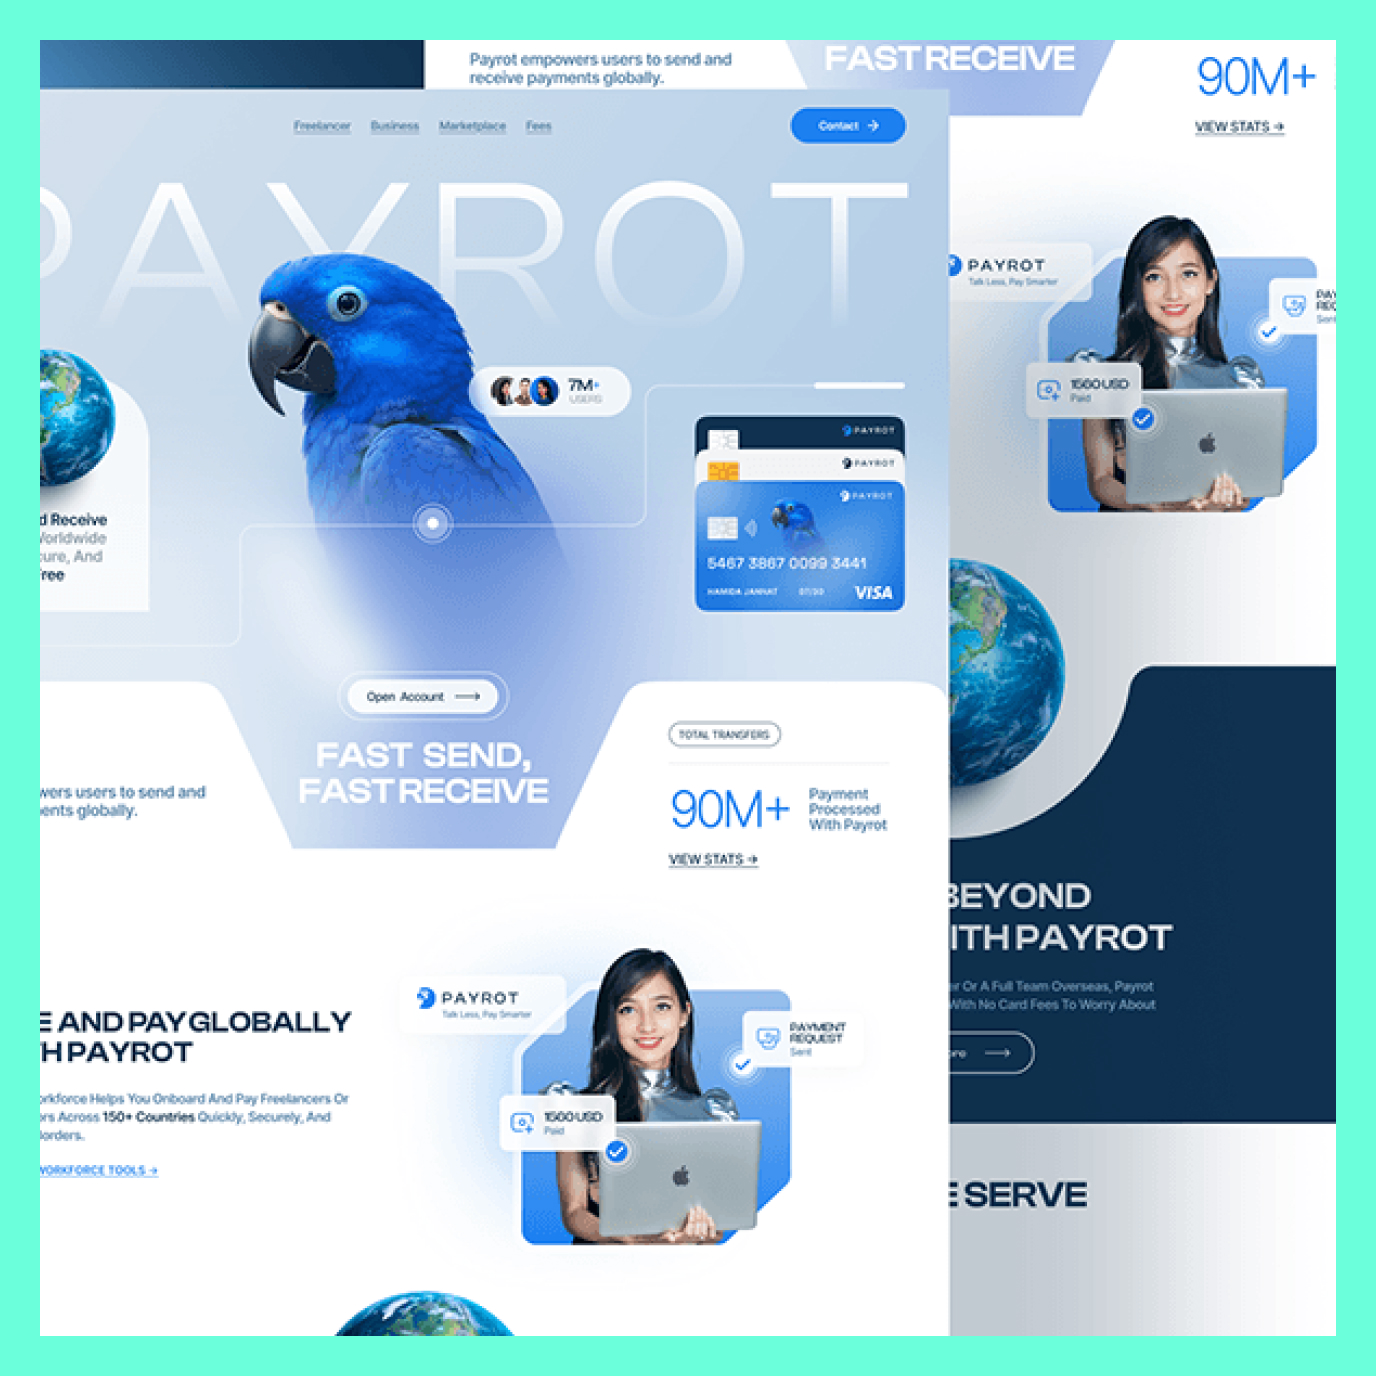 Payrot empowers users to send and
receive payments globally.
FAST RECEIVE
90M+
VIEW STATS →
Freelancer Business Marketplace Fees
Contact →
PAYROT
7M+
USERS
PAYROT
PAYROT
PAYROT
5467 3867 0099 3441
HAMIDA JANNAT 07/30 VISA
d Receive
Worldwide
cure, And
Free
Open Account
FAST SEND,
FAST RECEIVE
wers users to send and
ents globally.
TOTAL TRANSFERS
90M+
Payment
Processed
With Payrot
VIEW STATS →
PAYROT
Talk Less, Pay Smarter
PAY
REQ
Sent
1560 USD
Paid
BEYOND
ITH PAYROT
er Or A Full Team Overseas, Payrot
With No Card Fees To Worry About
ore
E SERVE
E AND PAY GLOBALLY
H PAYROT
orkforce Helps You Onboard And Pay Freelancers Or
rs Across 150+ Countries Quickly, Securely, And
orders.
WORKFORCE TOOLS →
PAYROT
Talk Less, Pay Smarter
PAYMENT
REQUEST
Sent
1560 USD
Paid